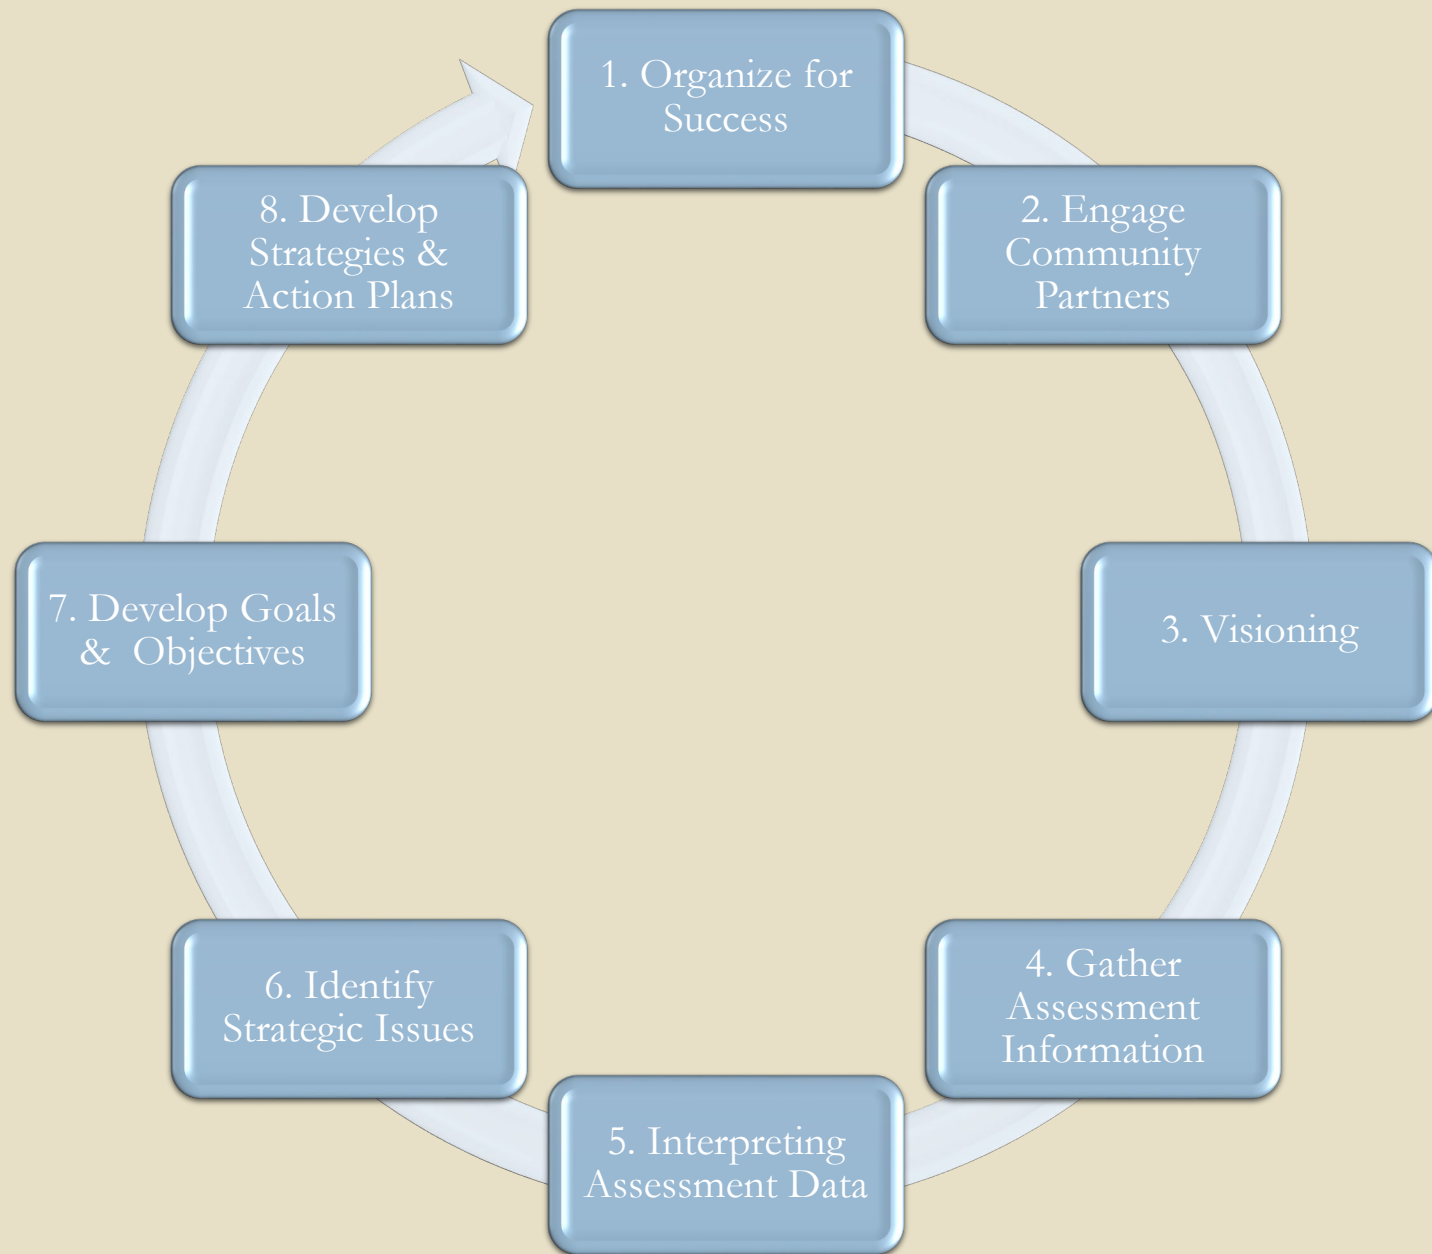 1. Organize for
Success
2. Engage
Community
Partners
3. Visioning
4. Gather
Assessment
Information
5. Interpreting
Assessment Data
6. Identify
Strategic Issues
7. Develop Goals
&  Objectives
8. Develop
Strategies &
Action Plans